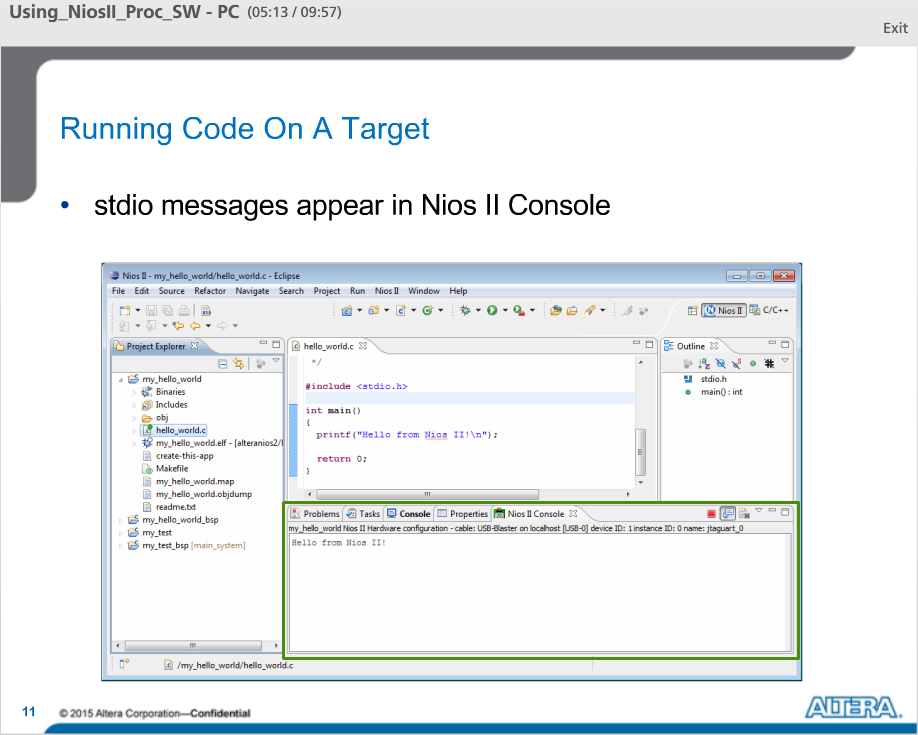 Using_NiosII_Proc_SW - PC (05:13 / 09:57)
Exit
Running Code On A Target
• stdio messages appear in Nios II Console
Nios II - my_hello_world/hello_world.c - Eclipse
File Edit Source Refactor Navigate Search Project Run Nios II Window Help
Nios II C/C++
Project Explorer
my_hello_world
Binaries
Includes
obj
hello_world.c
my_hello_world.elf - [alteranios2/l
create-this-app
Makefile
my_hello_world.map
my_hello_world.objdump
readme.txt
my_hello_world_bsp
my_test
my_test_bsp [main_system]
hello_world.c
*/
#include <stdio.h>
int main()
{
printf("Hello from Nios II!\n");
return 0;
}
Outline
stdio.h
main() : int
Problems Tasks Console Properties Nios II Console
my_hello_world Nios II Hardware configuration - cable: USB-Blaster on localhost [USB-0] device ID: 1 instance ID: 0 name: jtaguart_0
Hello from Nios II!
/my_hello_world/hello_world.c
11
© 2015 Altera Corporation—Confidential
ALTERA.